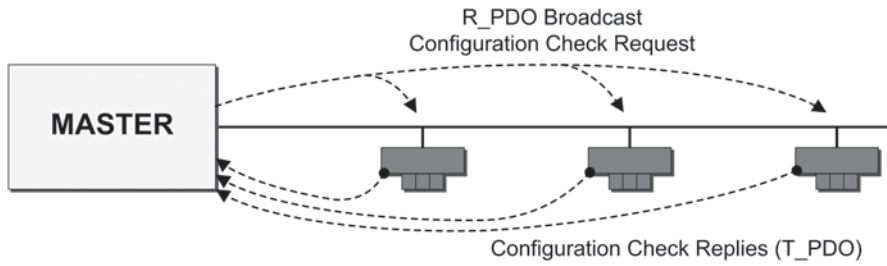 R_PDO Broadcast
Configuration Check Request
MASTER
Configuration Check Replies (T_PDO)